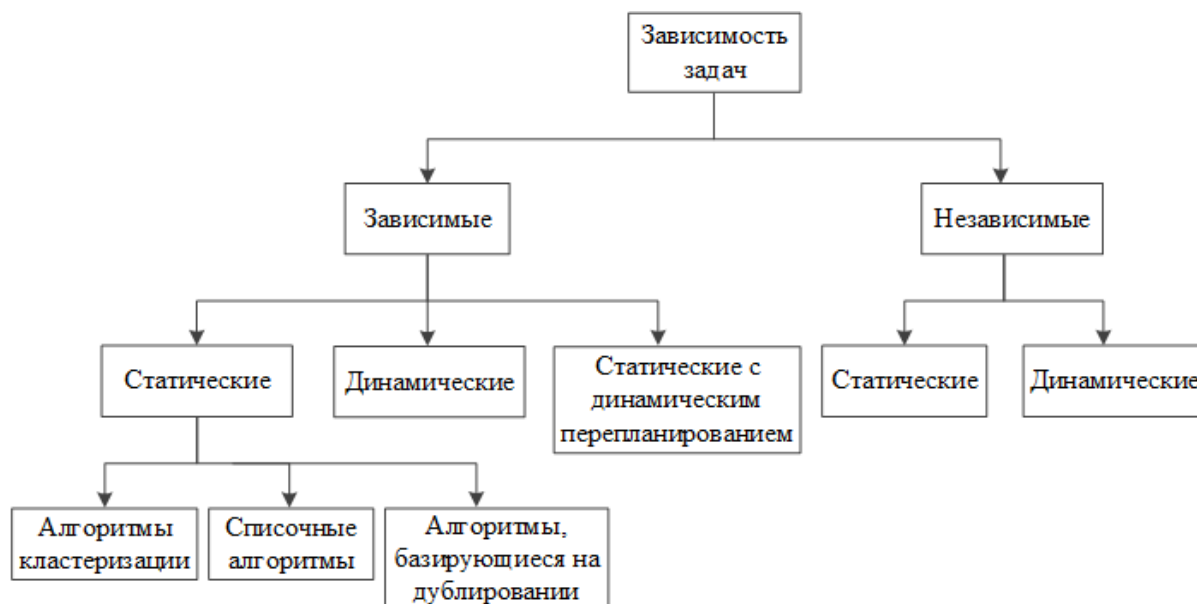 Зависимость
задач
Зависимые
Независимые
Статические
Динамические
Статические с
динамическим
перепланированием
Статические
Динамические
Алгоритмы
кластеризации
Списочные
алгоритмы
Алгоритмы,
базирующиеся на
дублировании